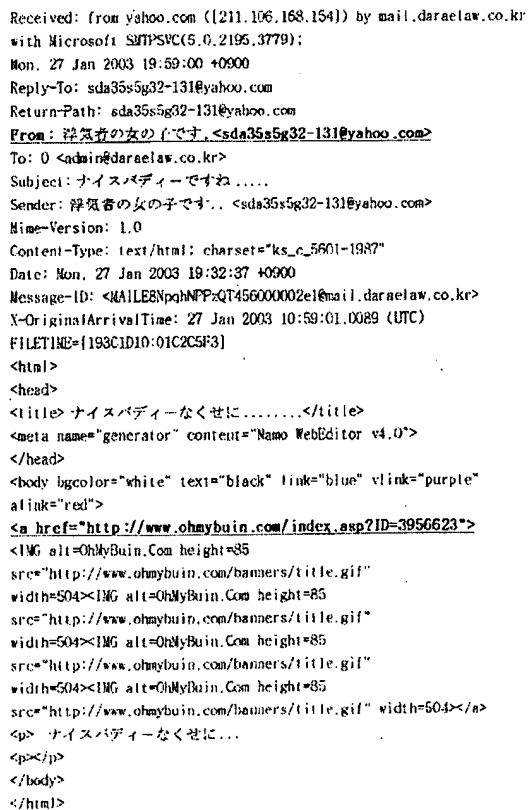 Received: from yahoo.com ([211.106.168.154]) by mail.daraelaw.co.kr
with Microsoft SMTPSVC(5.0.2195.3779);
Mon, 27 Jan 2003 19:59:00 +0900
Reply-To: sda35s5g32-131@yahoo.com
Return-Path: sda35s5g32-131@yahoo.com
From: 浮気者の女の子です.<sda35s5g32-131@yahoo.com>
To: 0 <admin@daraelaw.co.kr>
Subject: ナイスバディーですね.....
Sender: 浮気者の女の子です.. <sda35s5g32-131@yahoo.com>
Mime-Version: 1.0
Content-Type: text/html; charset="ks_c_5601-1987"
Date: Mon, 27 Jan 2003 19:32:37 +0900
Message-ID: <MAILE8NpqhNPPzQT456000002e1@mail.daraelaw.co.kr>
X-OriginalArrivalTime: 27 Jan 2003 10:59:01.0089 (UTC)
FILETIME=[193C1D10:01C2C5F3]
<html>
<head>
<title> ナイスバディーなくせに........</title>
<meta name="generator" content="Namo WebEditor v4.0">
</head>
<body bgcolor="white" text="black" link="blue" vlink="purple"
alink="red">
<a href="http://www.ohmybuin.com/index.asp?ID=3956623">
<IMG alt=OhMyBuin.Com height=85
src="http://www.ohmybuin.com/banners/title.gif"
width=504><IMG alt=OhMyBuin.Com height=85
src="http://www.ohmybuin.com/banners/title.gif"
width=504><IMG alt=OhMyBuin.Com height=85
src="http://www.ohmybuin.com/banners/title.gif"
width=504><IMG alt=OhMyBuin.Com height=85
src="http://www.ohmybuin.com/banners/title.gif" width=504></a>
<p> ナイスバディーなくせに...
<p></p>
</body>
</html>